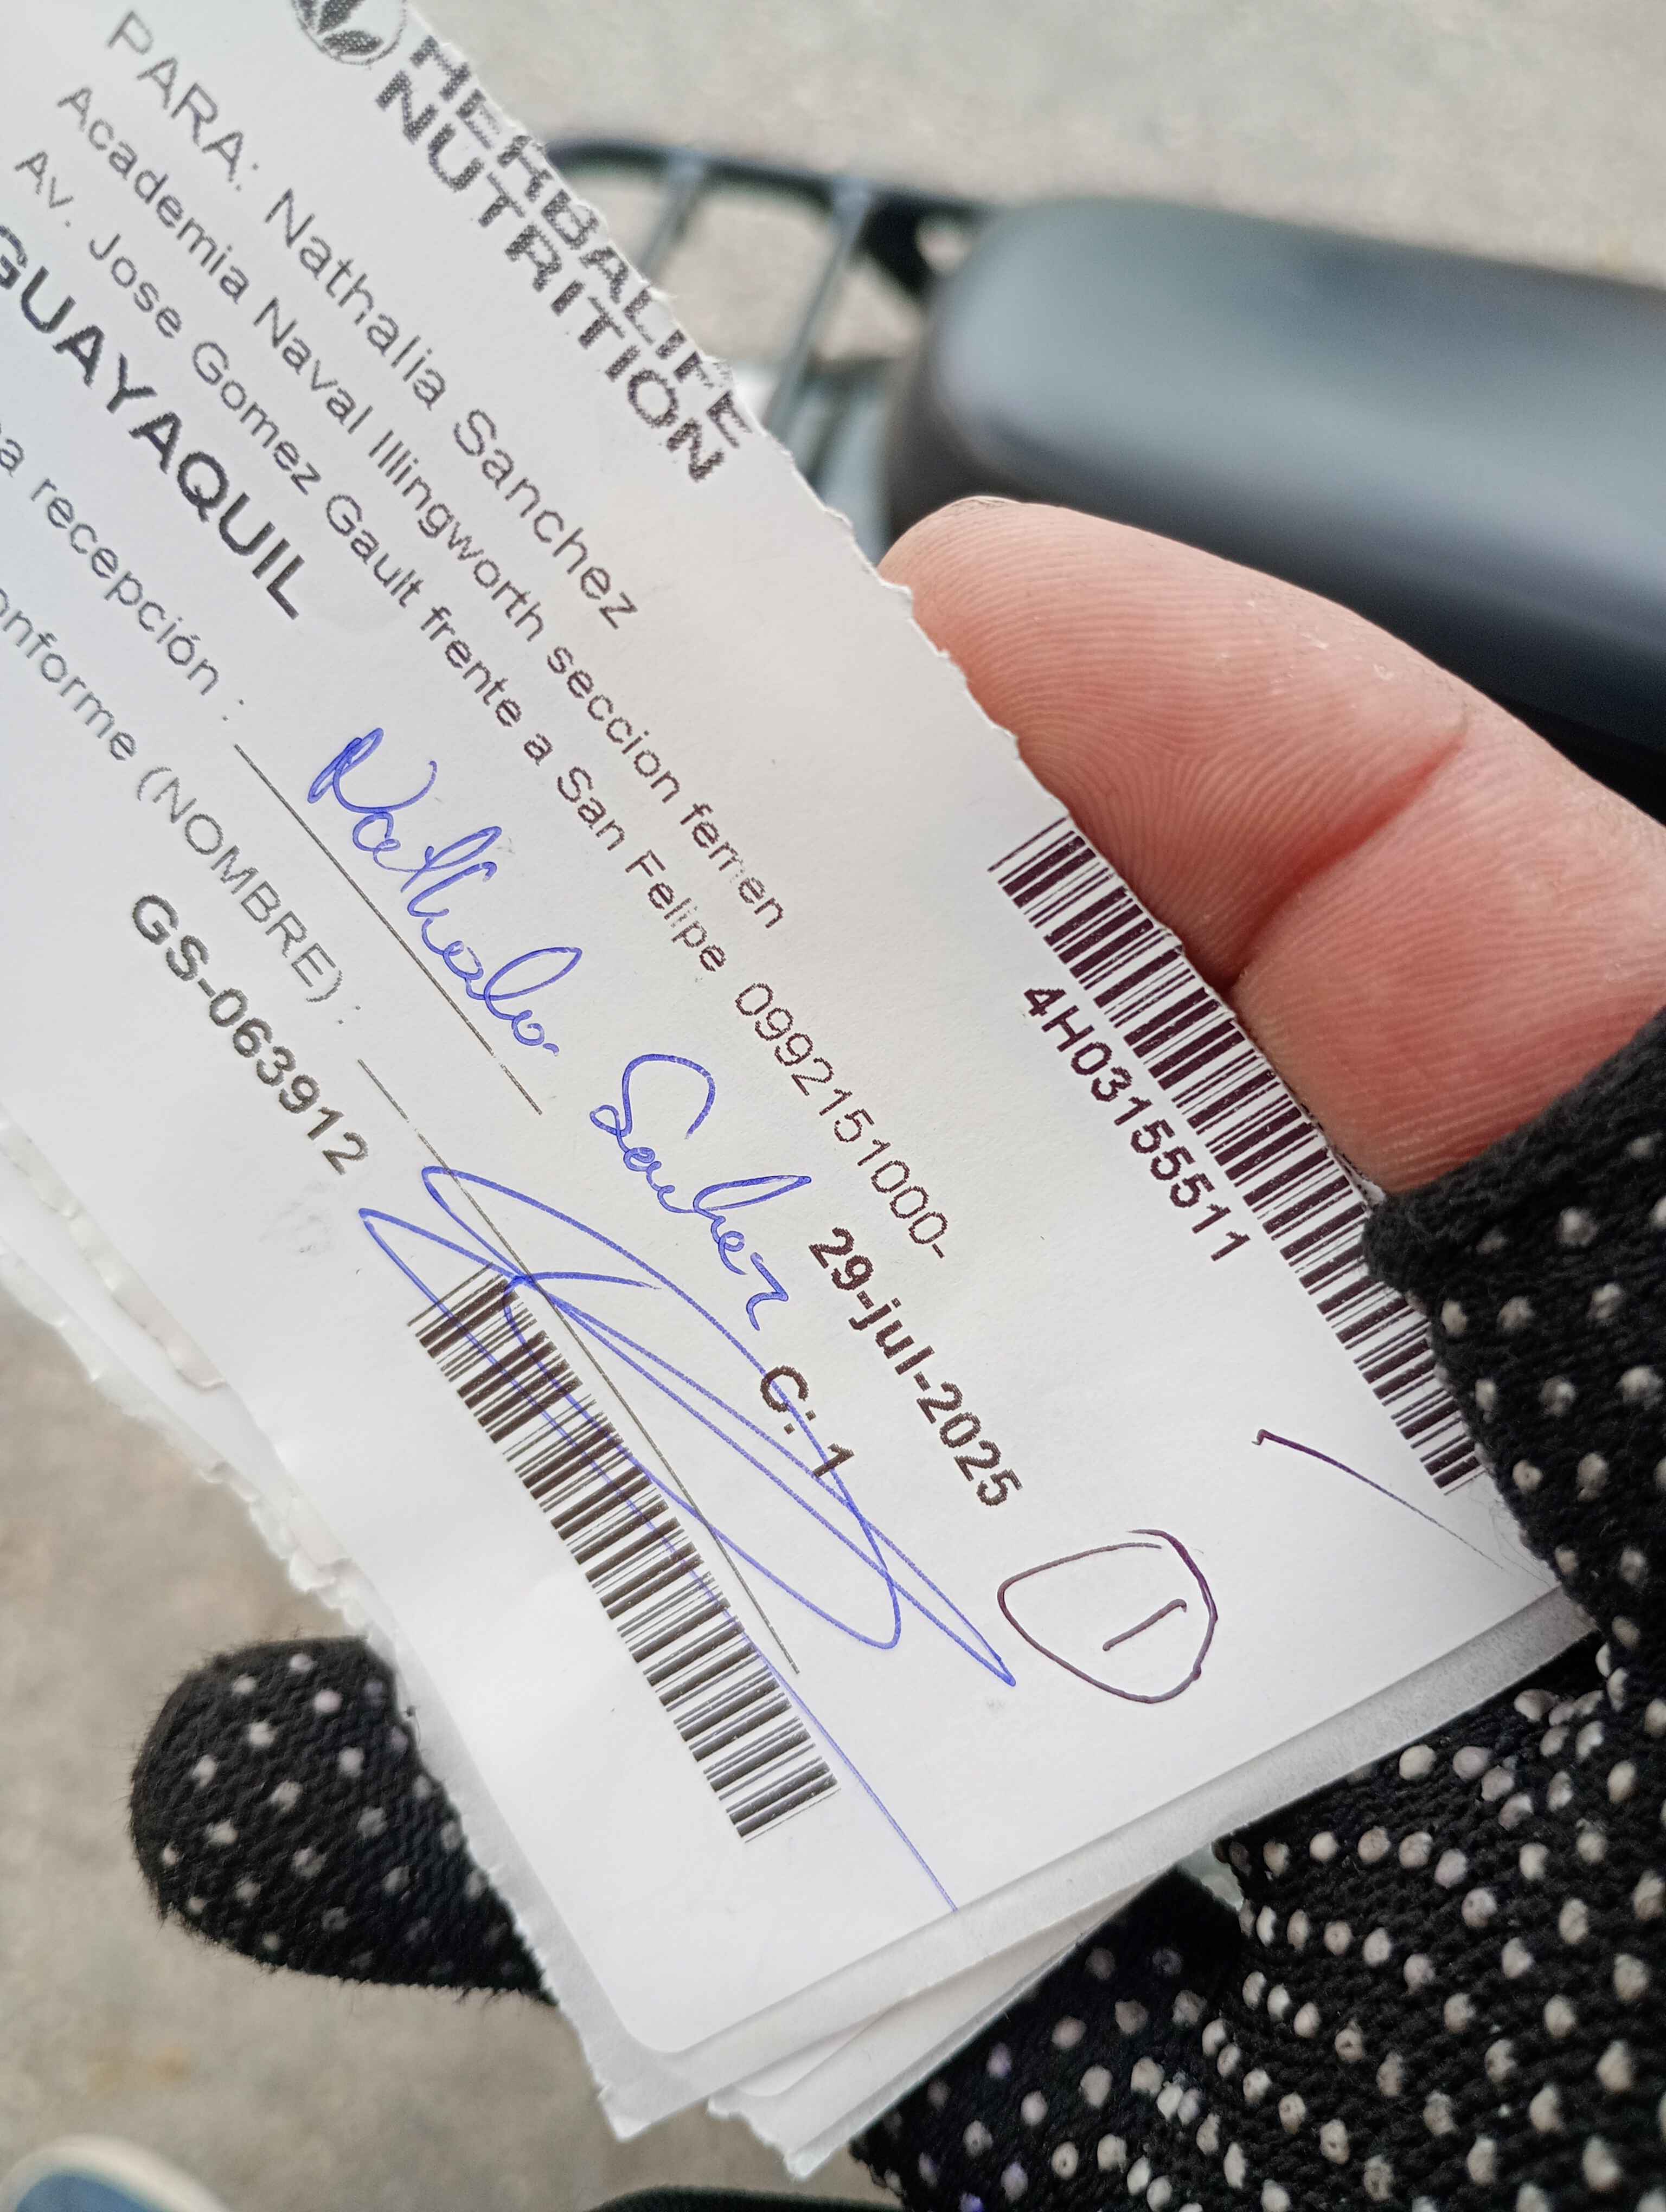 HERBALIFE
NUTRITION
4H03155511
PARA: Nathalia Sanchez
Academia Naval Illingworth seccion femen
Av. Jose Gomez Gault frente a San Felipe 0992151000-
GUAYAQUIL
29-jul-2025
recepción :
Nathalia Sanchez
C: 1
1
(NOMBRE) :
GS-063912